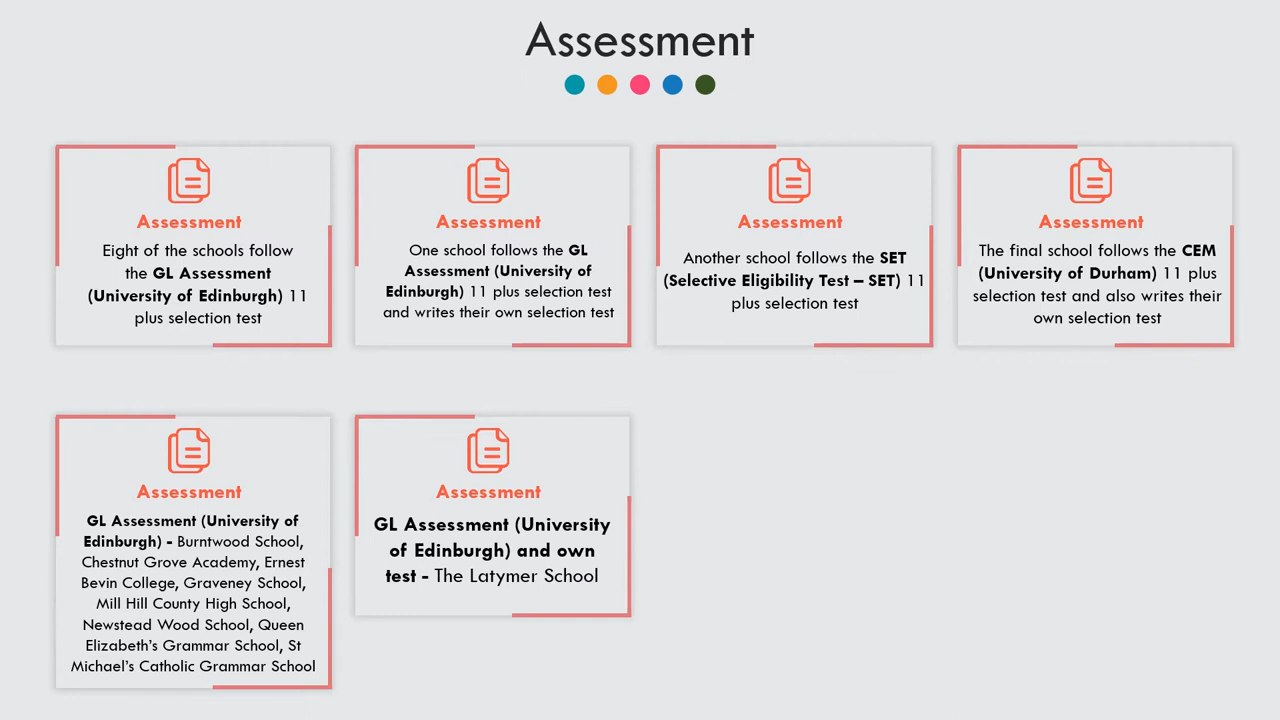 Assessment
Assessment
Eight of the schools follow
the GL Assessment
(University of Edinburgh) 11
plus selection test
Assessment
One school follows the GL
Assessment (University of
Edinburgh) 11 plus selection test
and writes their own selection test
Assessment
Another school follows the SET
(Selective Eligibility Test – SET) 11
plus selection test
Assessment
The final school follows the CEM
(University of Durham) 11 plus
selection test and also writes their
own selection test
Assessment
GL Assessment (University of
Edinburgh) - Burntwood School,
Chestnut Grove Academy, Ernest
Bevin College, Graveney School,
Mill Hill County High School,
Newstead Wood School, Queen
Elizabeth’s Grammar School, St
Michael’s Catholic Grammar School
Assessment
GL Assessment (University
of Edinburgh) and own
test - The Latymer School